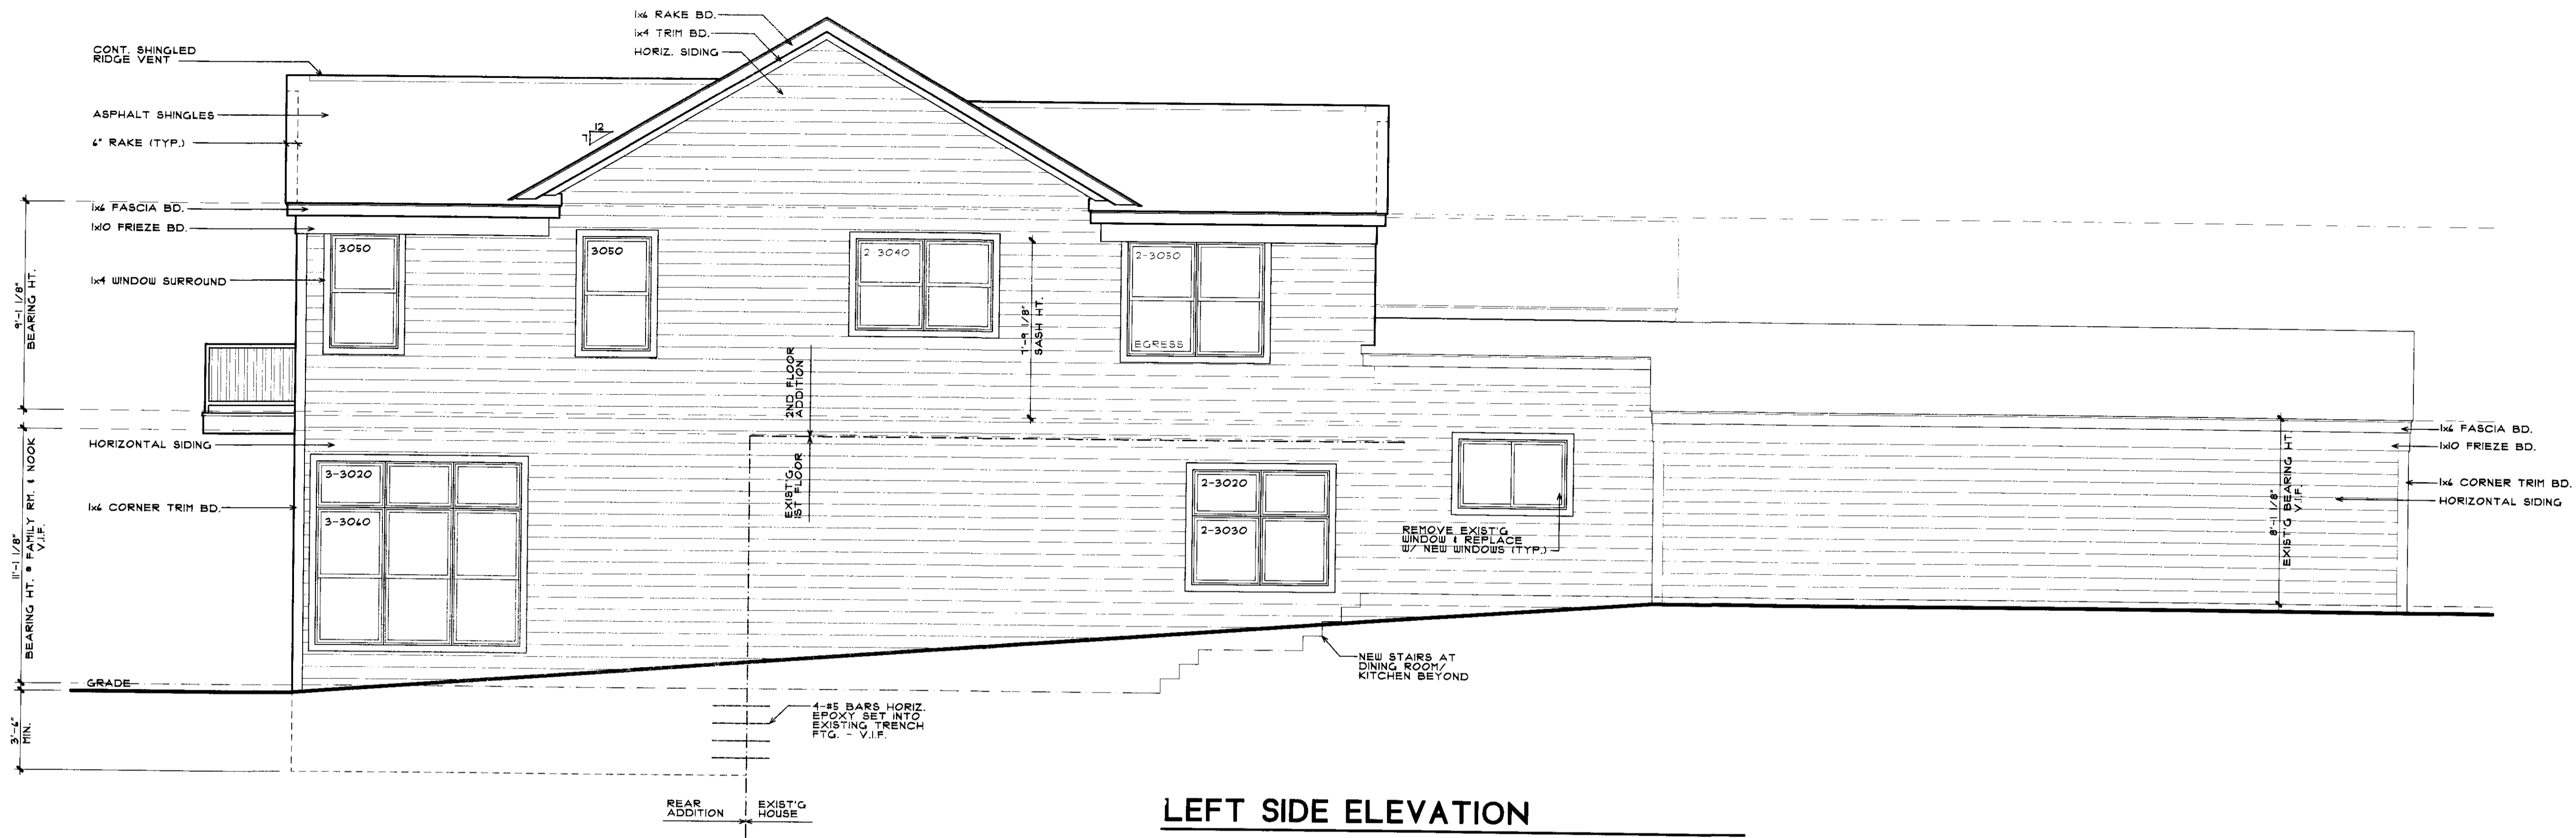 1x6 RAKE BD.
1x4 TRIM BD.
HORIZ. SIDING
CONT. SHINGLED
RIDGE VENT
ASPHALT SHINGLES
6" RAKE (TYP.)
12
7
1x6 FASCIA BD.
1x10 FRIEZE BD.
1x4 WINDOW SURROUND
9'-1 1/8"
BEARING HT.
3050
3050
2-3040
2-3050
EGRESS
7'-9 1/8"
SASH HT.
2ND FLOOR
ADDITION
EXIST'G
1ST FLOOR
HORIZONTAL SIDING
1x6 CORNER TRIM BD.
11'-1 1/8"
BEARING HT. @ FAMILY RM. & NOOK
V.I.F.
3-3020
3-3060
2-3020
2-3030
REMOVE EXIST'G
WINDOW & REPLACE
W/ NEW WINDOWS (TYP.)
8'-1 1/8"
EXIST'G BEARING HT
V.I.F.
1x6 FASCIA BD.
1x10 FRIEZE BD.
1x6 CORNER TRIM BD.
HORIZONTAL SIDING
GRADE
3'-6"
MIN.
NEW STAIRS AT
DINING ROOM/
KITCHEN BEYOND
4-#5 BARS HORIZ.
EPOXY SET INTO
EXISTING TRENCH
FTG. - V.I.F.
REAR
ADDITION
EXIST'G
HOUSE
LEFT SIDE ELEVATION